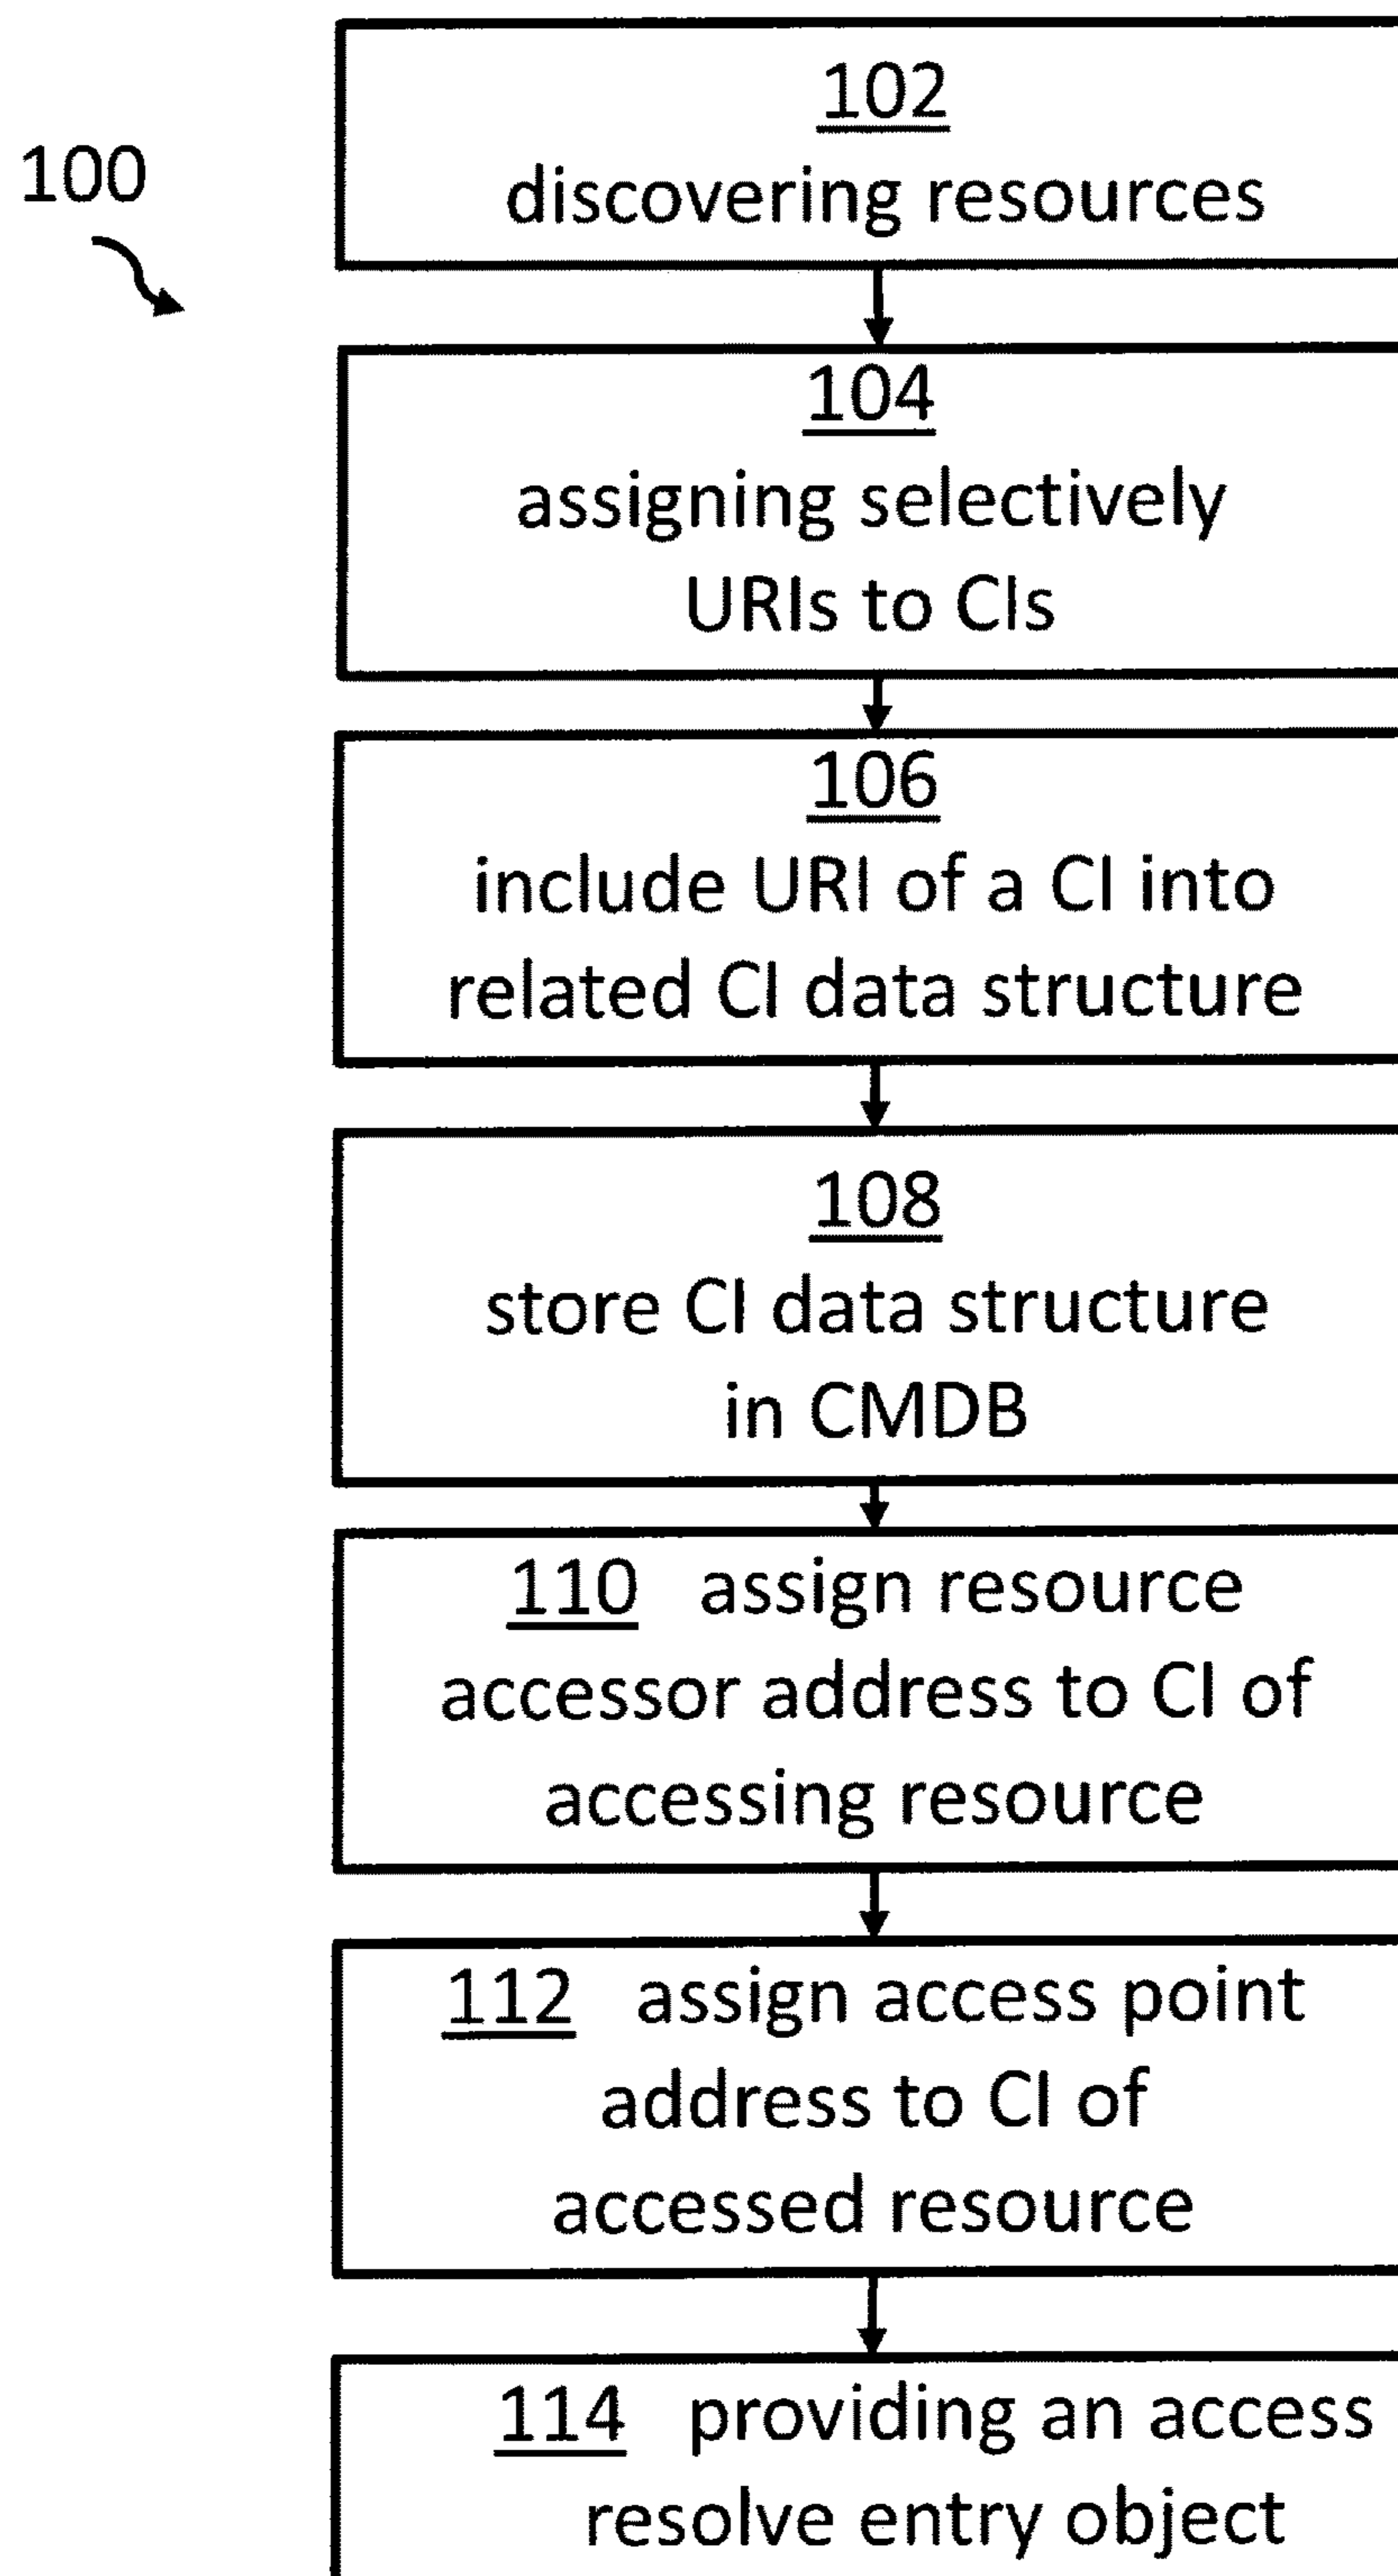 100
102
discovering resources
104
assigning selectively
URIs to CIs
106
include URI of a CI into
related CI data structure
108
store CI data structure
in CMDB
110 assign resource
accessor address to CI of
accessing resource
112 assign access point
address to CI of
accessed resource
114 providing an access
resolve entry object